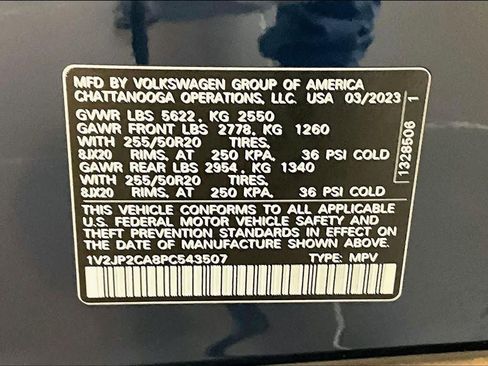 MFD BY VOLKSWAGEN GROUP OF AMERICA
CHATTANOOGA OPERATIONS, LLC. USA 03/2023
GVWR LBS 5622, KG 2550
GAWR FRONT LBS 2778, KG 1260
WITH 255/50R20 TIRES,
8JX20 RIMS, AT 250 KPA, 36 PSI COLD
GAWR REAR LBS 2954, KG 1340
WITH 255/50R20 TIRES,
8JX20 RIMS, AT 250 KPA, 36 PSI COLD
THIS VEHICLE CONFORMS TO ALL APPLICABLE
U.S. FEDERAL MOTOR VEHICLE SAFETY AND
THEFT PREVENTION STANDARDS IN EFFECT ON
THE DATE OF MANUFACTURE SHOWN ABOVE.
1V2JP2CA8PC543507 TYPE: MPV
1328506 1